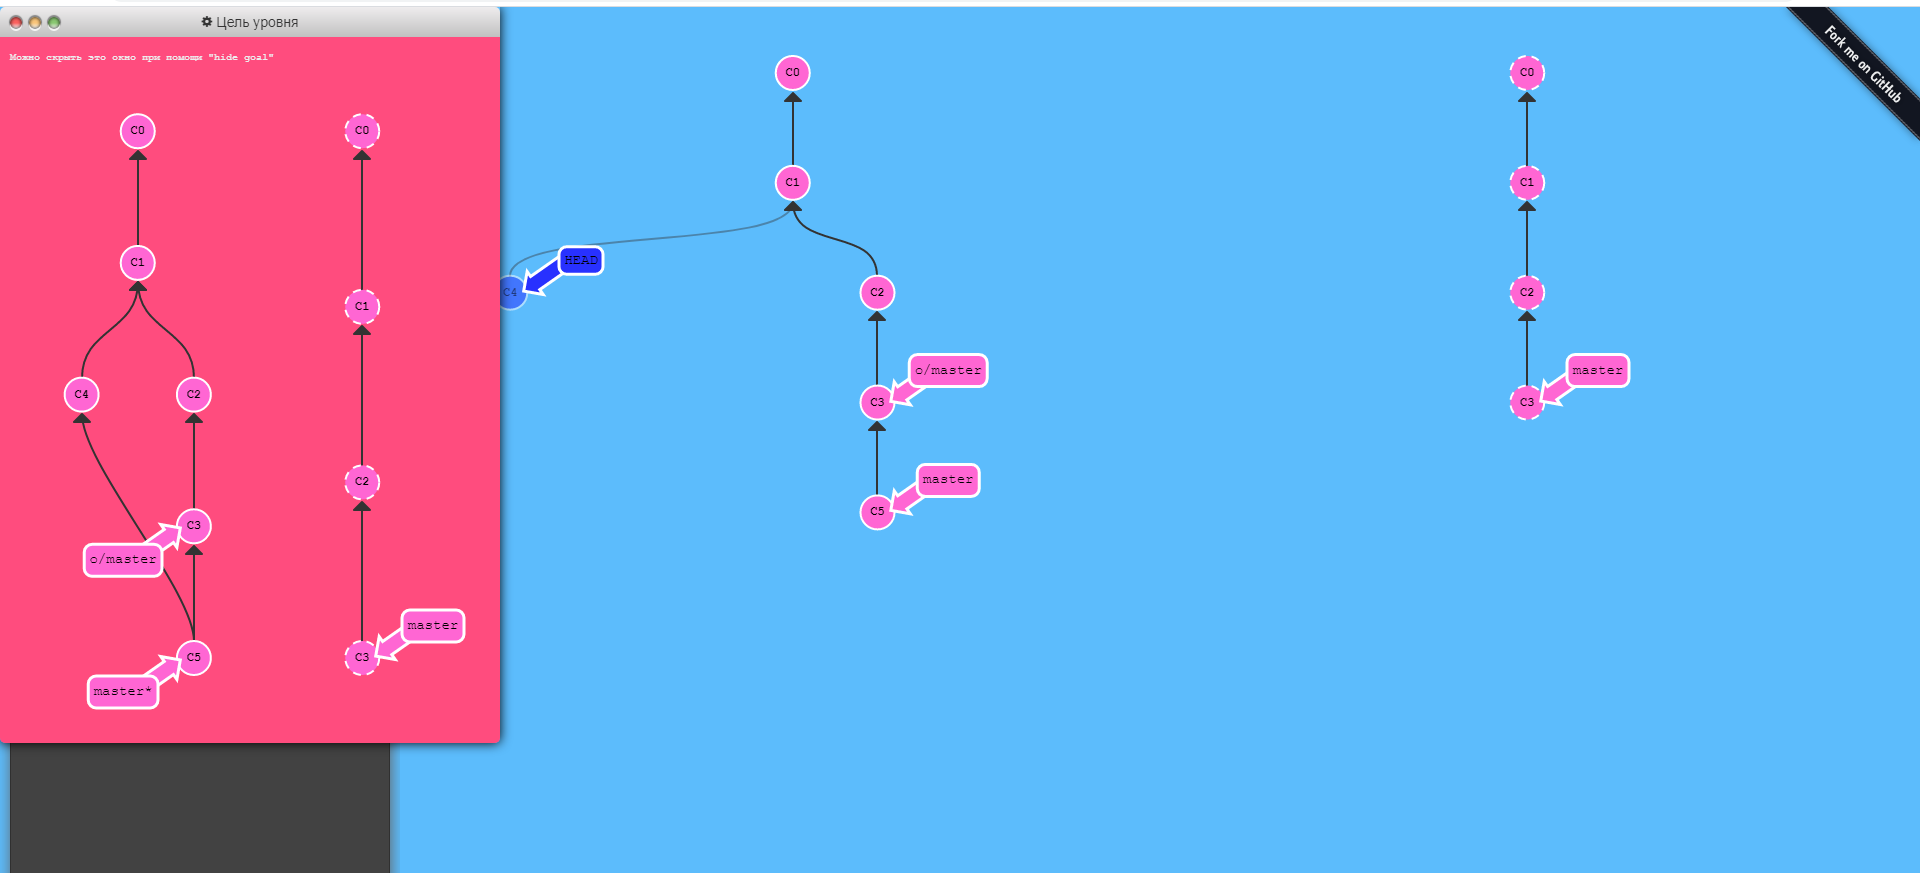 Цель уровня
Можно скрыть это окно при помощи "hide goal"
C0
C0
C1
C1
C4
C2
C2
C3
o/master
master
C5
C3
master*
C0
C1
HEAD
C4
C2
o/master
C3
master
C5
C0
C1
C2
master
C3
Fork me on GitHub